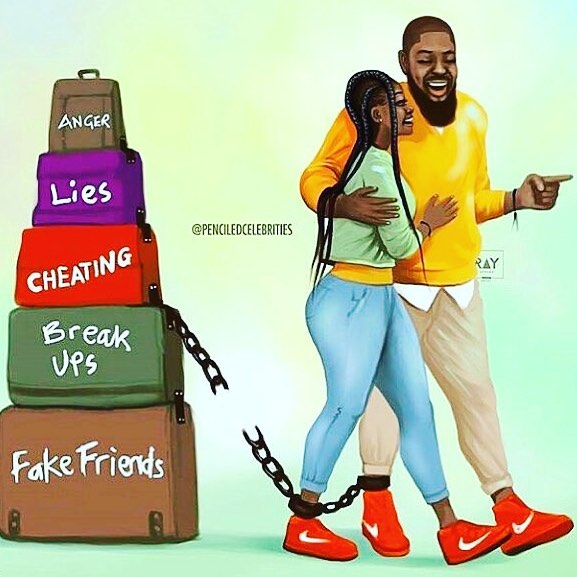 ANGER
Lies
CHEATING
Break
Ups
Fake Friends
@PENCILEDCELEBRITIES
RAY